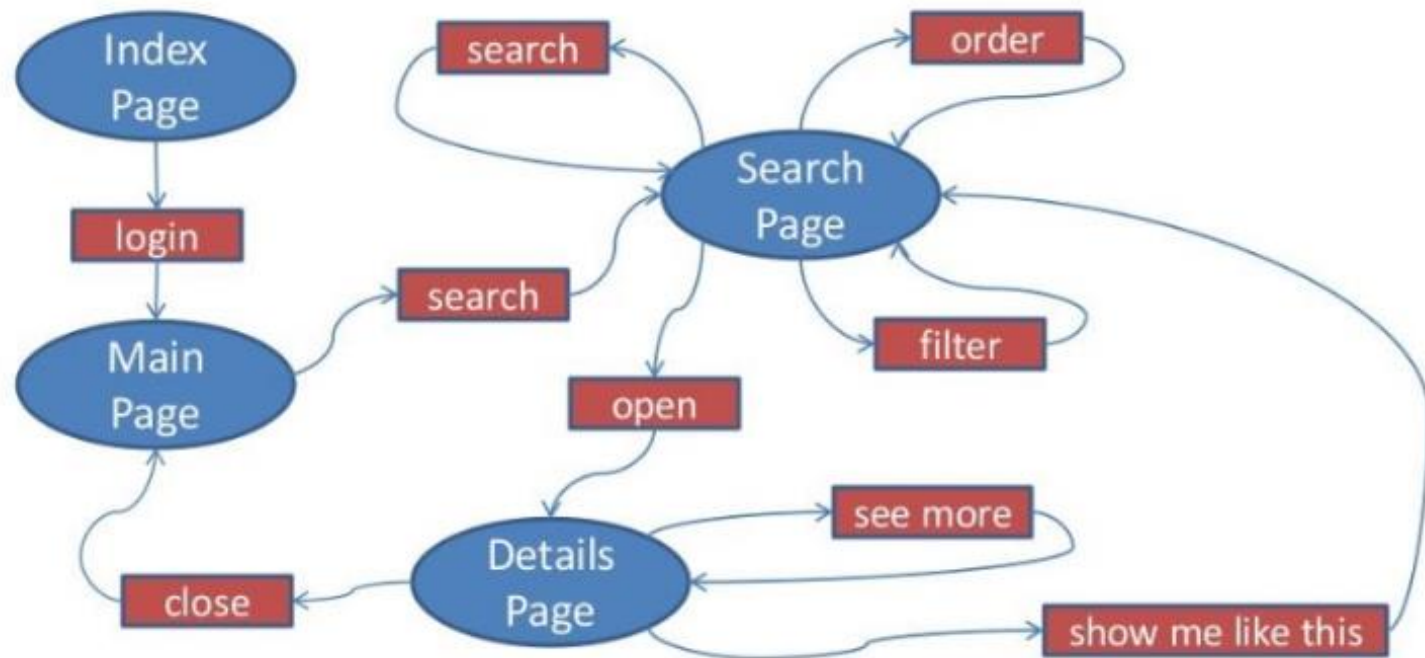 Index
Page
search
order
Search
Page
login
search
filter
Main
Page
open
see more
Details
Page
close
show me like this